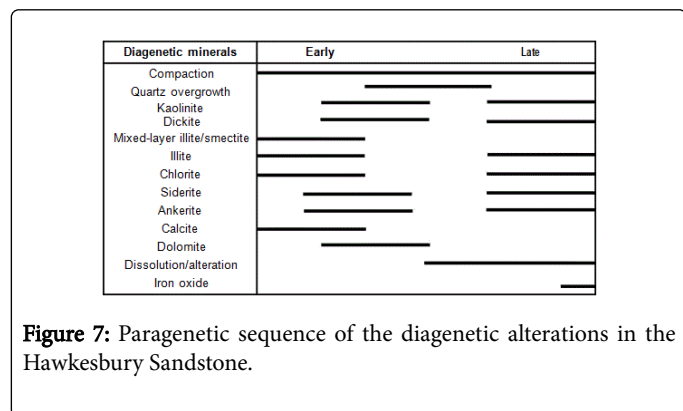 Diagenetic minerals Early Late
Compaction
Quartz overgrowth
Kaolinite
Dickite
Mixed-layer illite/smectite
Illite
Chlorite
Siderite
Ankerite
Calcite
Dolomite
Dissolution/alteration
Iron oxide
Figure 7: Paragenetic sequence of the diagenetic alterations in the
Hawkesbury Sandstone.